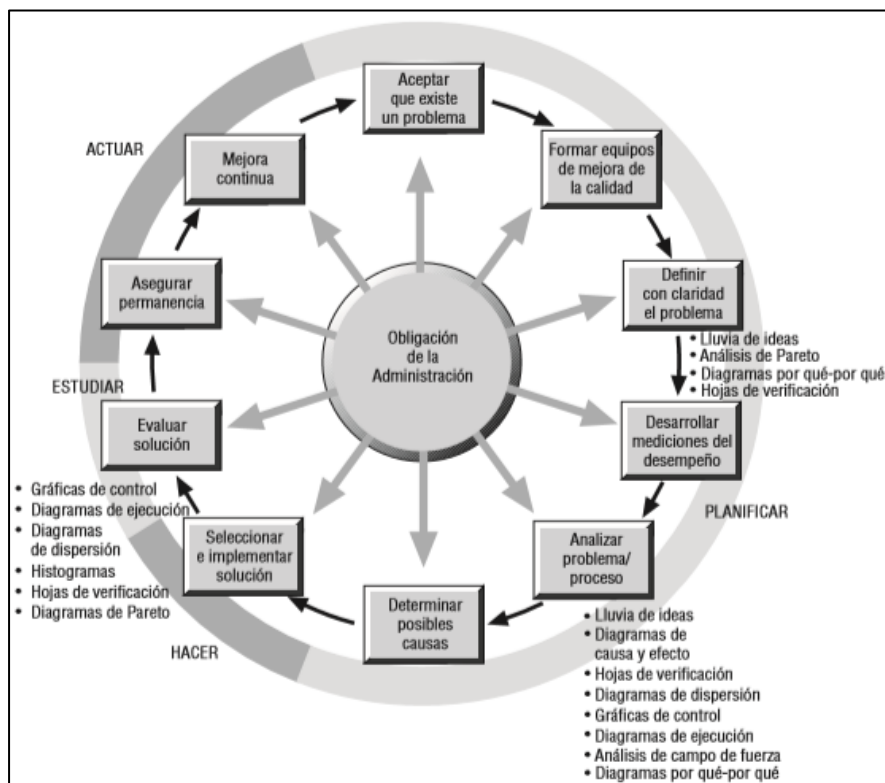 Aceptar
que existe
un problema
Formar equipos
de mejora de
la calidad
Definir
con claridad
el problema
• Lluvia de ideas
• Análisis de Pareto
• Diagramas por qué-por qué
• Hojas de verificación
Desarrollar
mediciones del
desempeño
PLANIFICAR
Analizar
problema/
proceso
• Lluvia de ideas
• Diagramas de
causa y efecto
• Hojas de verificación
• Diagramas de dispersión
• Gráficas de control
• Diagramas de ejecución
• Análisis de campo de fuerza
• Diagramas por qué-por qué
Determinar
posibles
causas
HACER
Seleccionar
e implementar
solución
• Gráficas de control
• Diagramas de ejecución
• Diagramas
de dispersión
• Histogramas
• Hojas de verificación
• Diagramas de Pareto
ESTUDIAR
Evaluar
solución
Asegurar
permanencia
ACTUAR
Mejora
continua
Obligación
de la
Administración